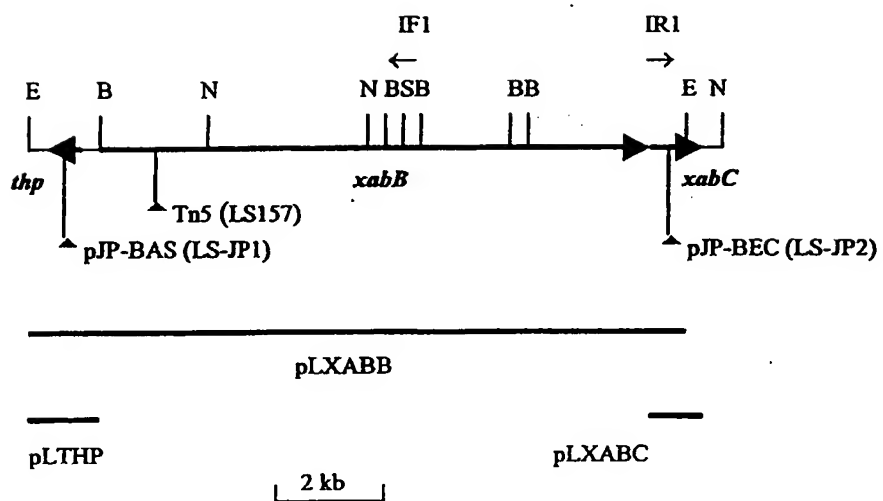 IF1 IR1
E B N N B S B B B E N
thp xabB xabC
Tn5 (LS157)
pJP-BAS (LS-JP1) pJP-BEC (LS-JP2)
pLXABB
pLTHP pLXABC
2 kb